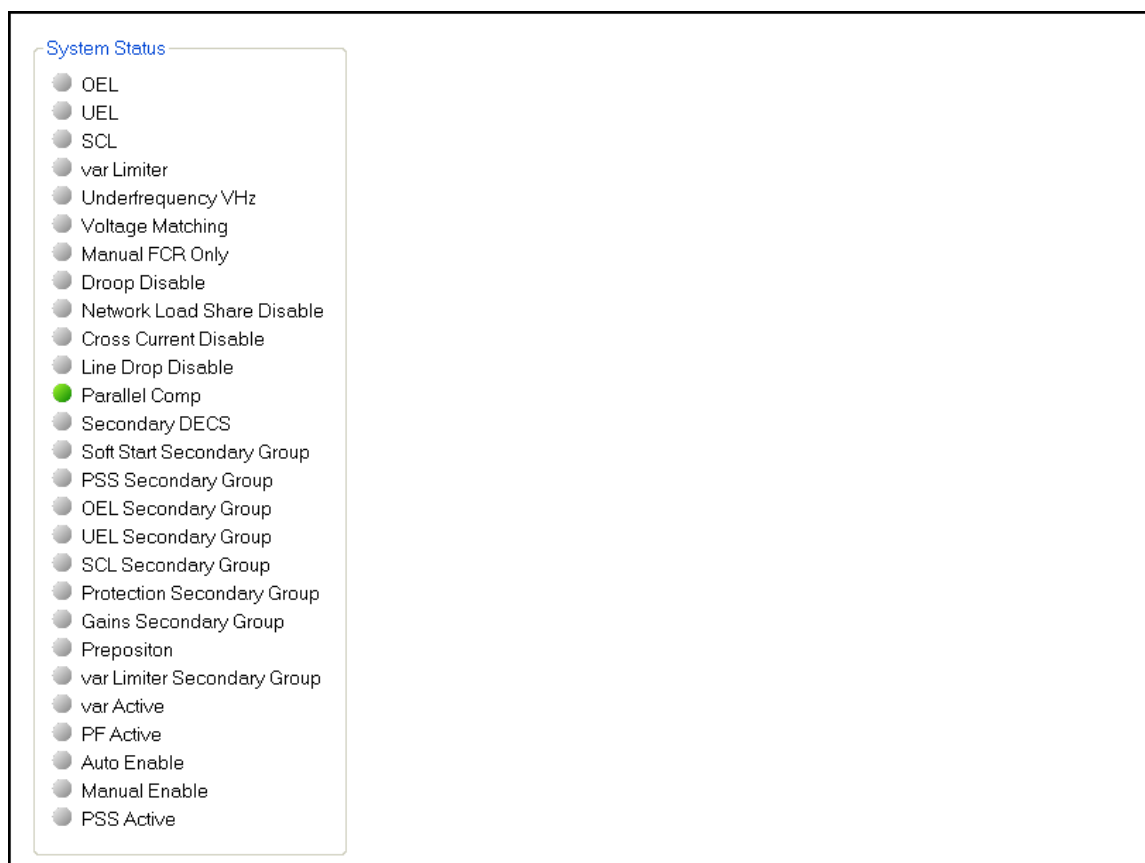 System Status
OEL
UEL
SCL
var Limiter
Underfrequency VHz
Voltage Matching
Manual FCR Only
Droop Disable
Network Load Share Disable
Cross Current Disable
Line Drop Disable
Parallel Comp
Secondary DECS
Soft Start Secondary Group
PSS Secondary Group
OEL Secondary Group
UEL Secondary Group
SCL Secondary Group
Protection Secondary Group
Gains Secondary Group
Prepositon
var Limiter Secondary Group
var Active
PF Active
Auto Enable
Manual Enable
PSS Active